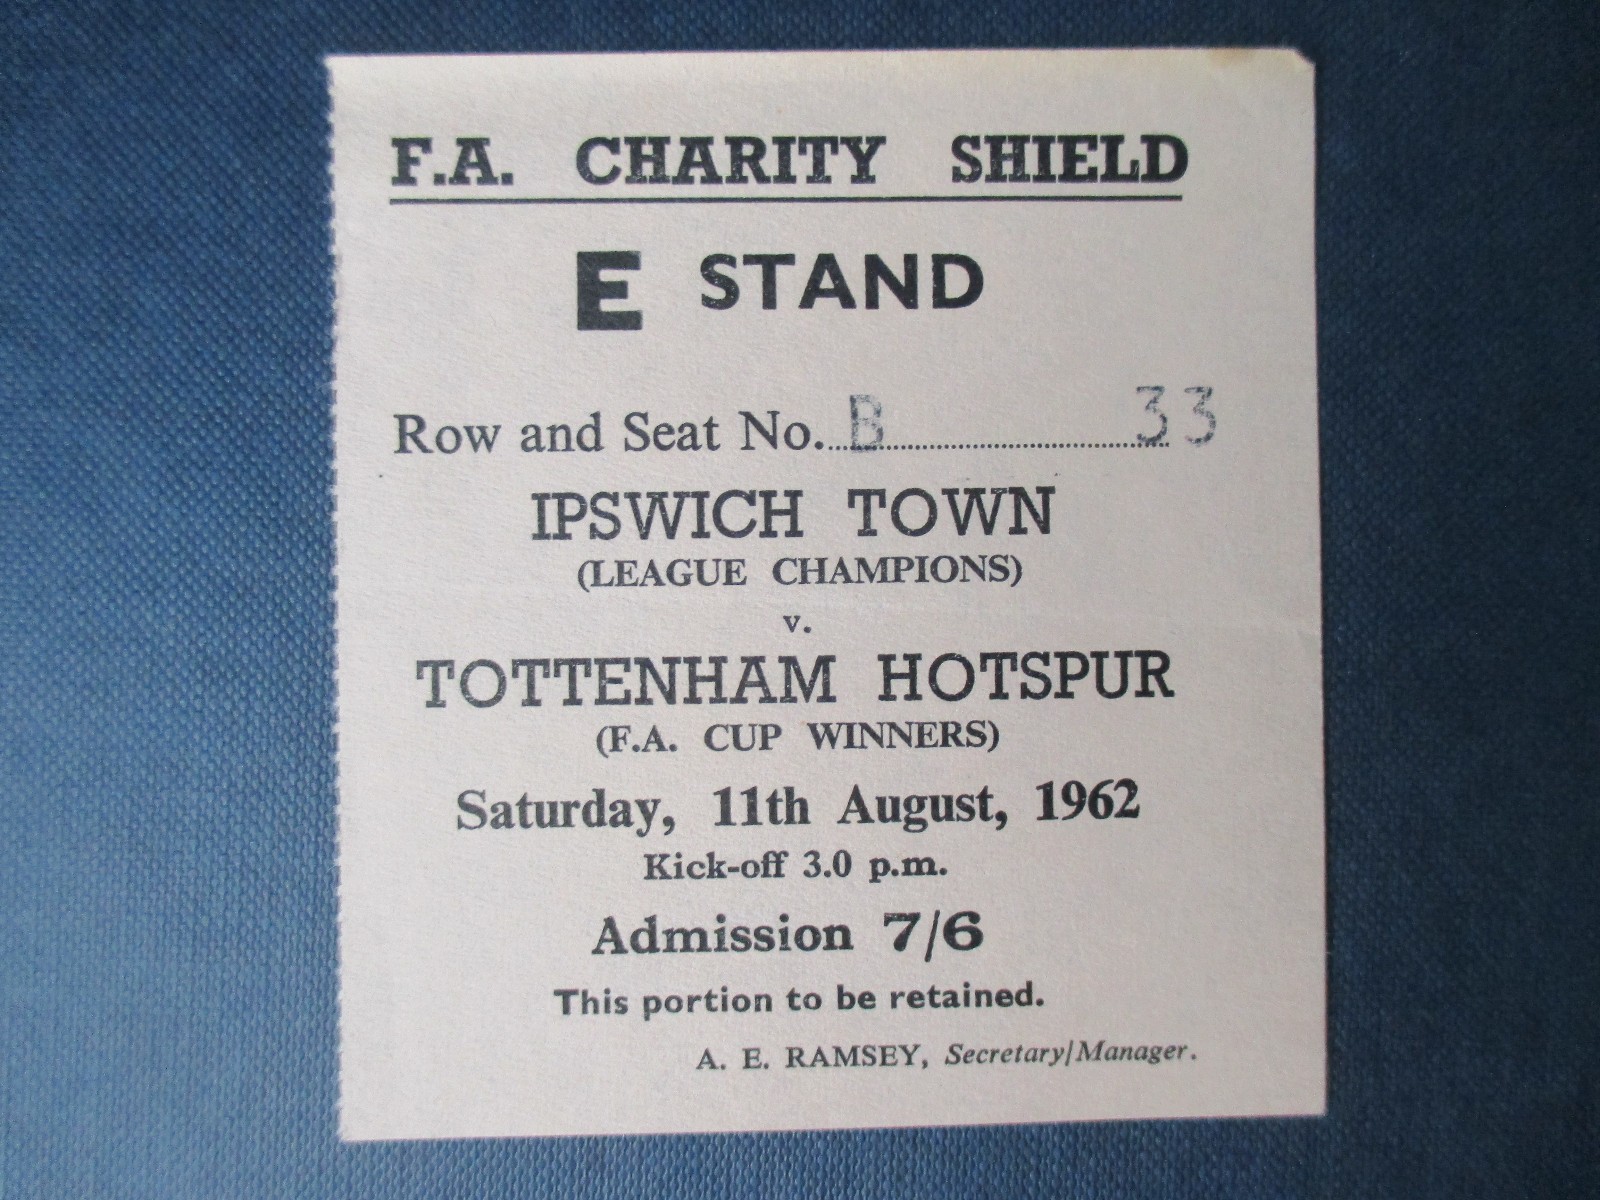 F.A. CHARITY SHIELD
E STAND
Row and Seat No. B 33
IPSWICH TOWN
(LEAGUE CHAMPIONS)
v.
TOTTENHAM HOTSPUR
(F.A. CUP WINNERS)
Saturday, 11th August, 1962
Kick-off 3.0 p.m.
Admission 7/6
This portion to be retained.
A. E. RAMSEY, Secretary/Manager.